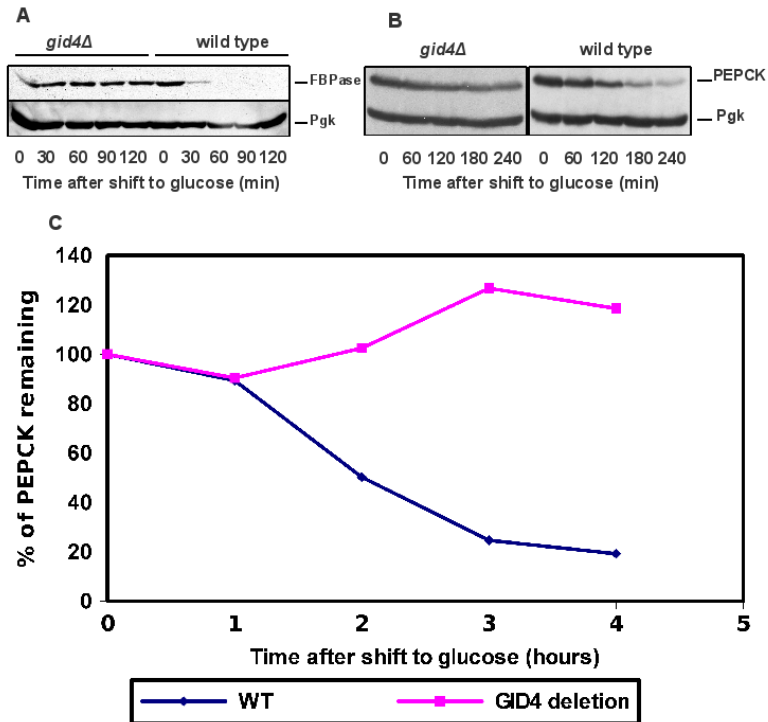 A
gid4Δ wild type
FBPase
Pgk
0 30 60 90 120 0 30 60 90 120
Time after shift to glucose (min)
B
gid4Δ wild type
PEPCK
Pgk
0 60 120 180 240 0 60 120 180 240
Time after shift to glucose (min)
C
% of PEPCK remaining
140
120
100
80
60
40
20
0
0 1 2 3 4 5
Time after shift to glucose (hours)
WT GID4 deletion